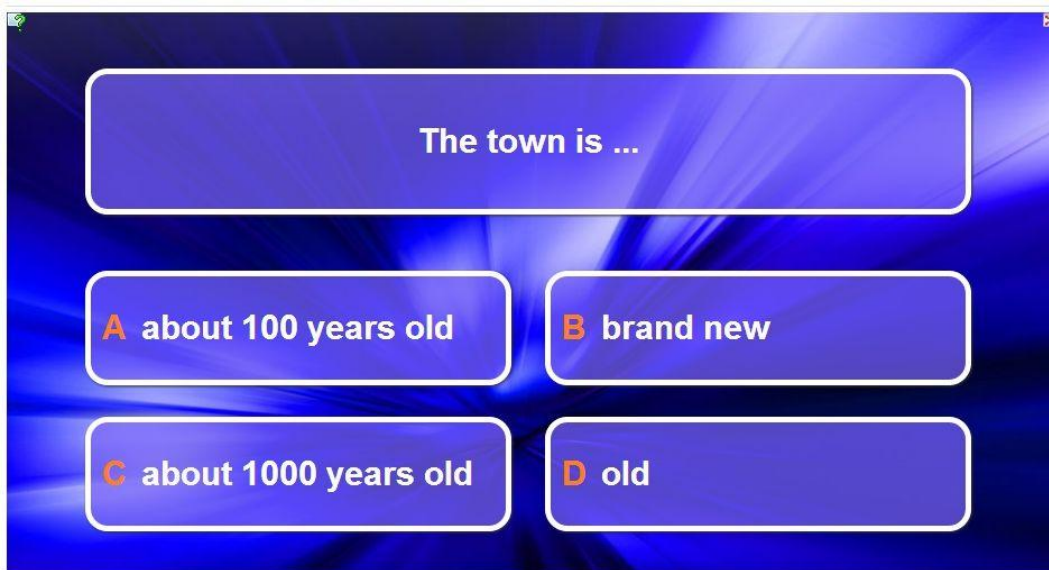 The town is ...
A about 100 years old
B brand new
C about 1000 years old
D old